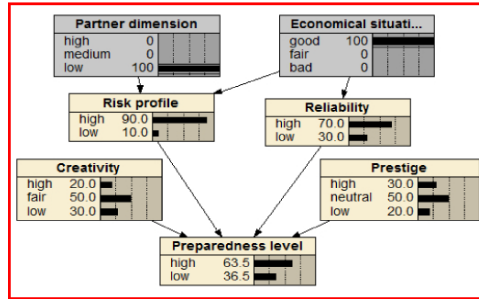 Partner dimension
high 0
medium 0
low 100
Economical situati...
good 100
fair 0
bad 0
Risk profile
high 90.0
low 10.0
Reliability
high 70.0
low 30.0
Creativity
high 20.0
fair 50.0
low 30.0
Prestige
high 30.0
neutral 50.0
low 20.0
Preparedness level
high 63.5
low 36.5